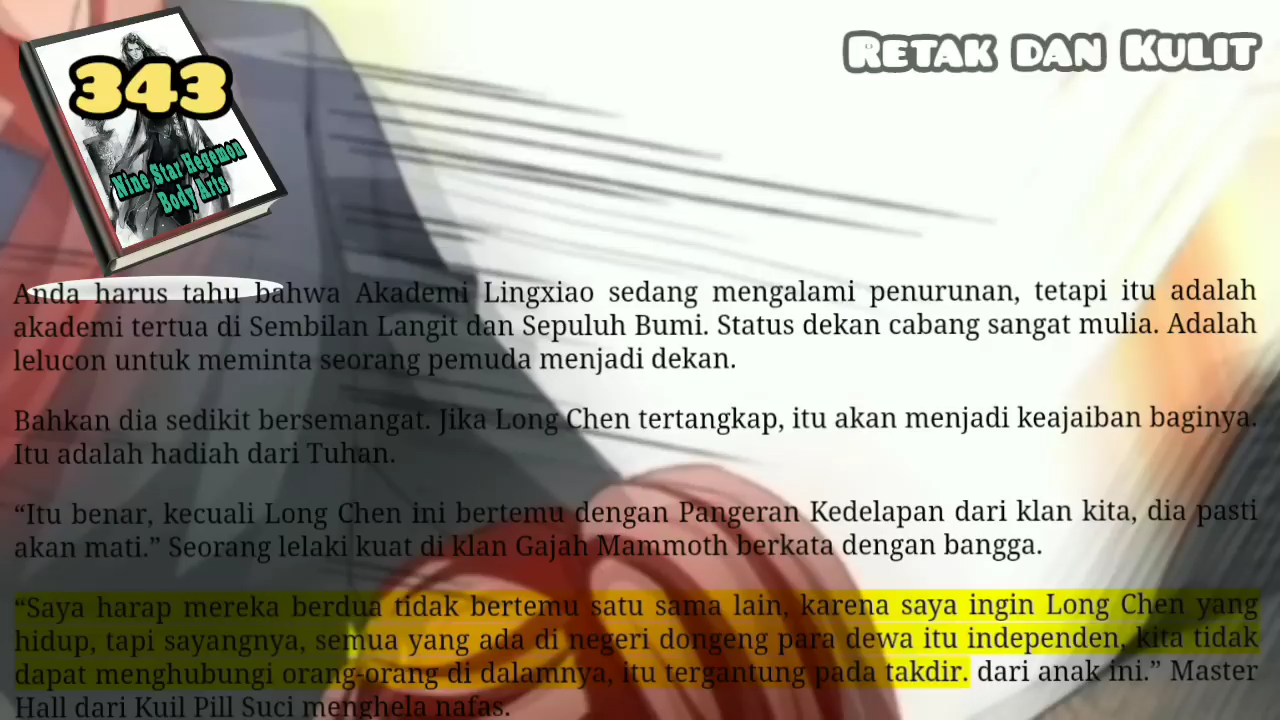 Retak dan Kulit
343
Nine Star Hegemon
Body Arts
Anda harus tahu bahwa Akademi Lingxiao sedang mengalami penurunan, tetapi itu adalah
akademi tertua di Sembilan Langit dan Sepuluh Bumi. Status dekan cabang sangat mulia. Adalah
lelucon untuk meminta seorang pemuda menjadi dekan.
Bahkan dia sedikit bersemangat. Jika Long Chen tertangkap, itu akan menjadi keajaiban baginya.
Itu adalah hadiah dari Tuhan.
“Itu benar, kecuali Long Chen ini bertemu dengan Pangeran Kedelapan dari klan kita, dia pasti
akan mati.” Seorang lelaki kuat di klan Gajah Mammoth berkata dengan bangga.
“Saya harap mereka berdua tidak bertemu satu sama lain, karena saya ingin Long Chen yang
hidup, tapi sayangnya, semua yang ada di negeri dongeng para dewa itu independen, kita tidak
dapat menghubungi orang-orang di dalamnya, itu tergantung pada takdir. dari anak ini.” Master
Hall dari Kuil Pill Suci menghela nafas.